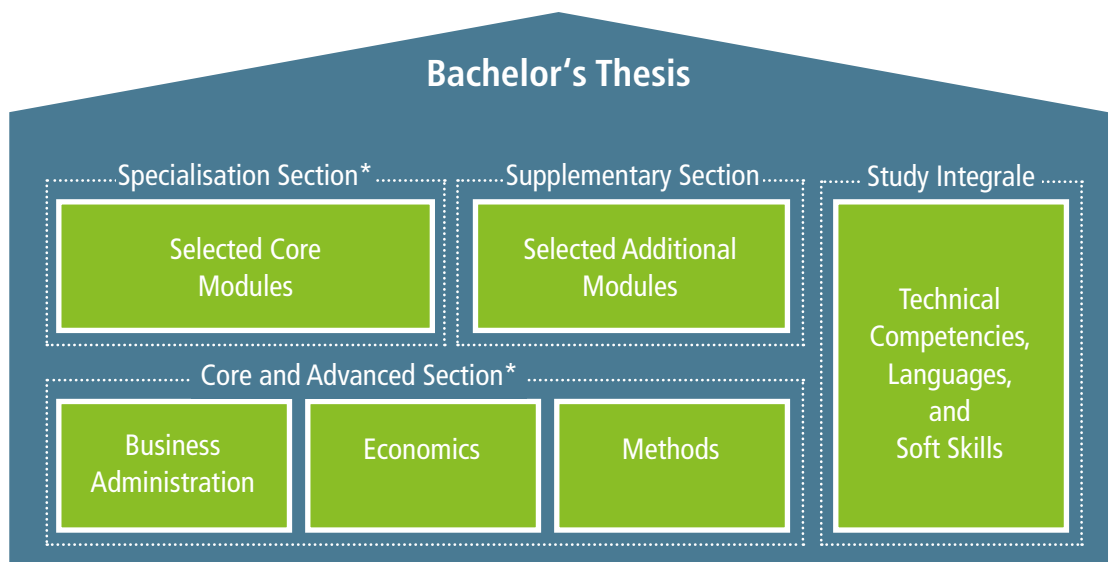 Bachelor‘s Thesis
Specialisation Section*
Selected Core
Modules
Supplementary Section
Selected Additional
Modules
Study Integrale
Technical
Competencies,
Languages,
and
Soft Skills
Core and Advanced Section*
Business
Administration
Economics
Methods